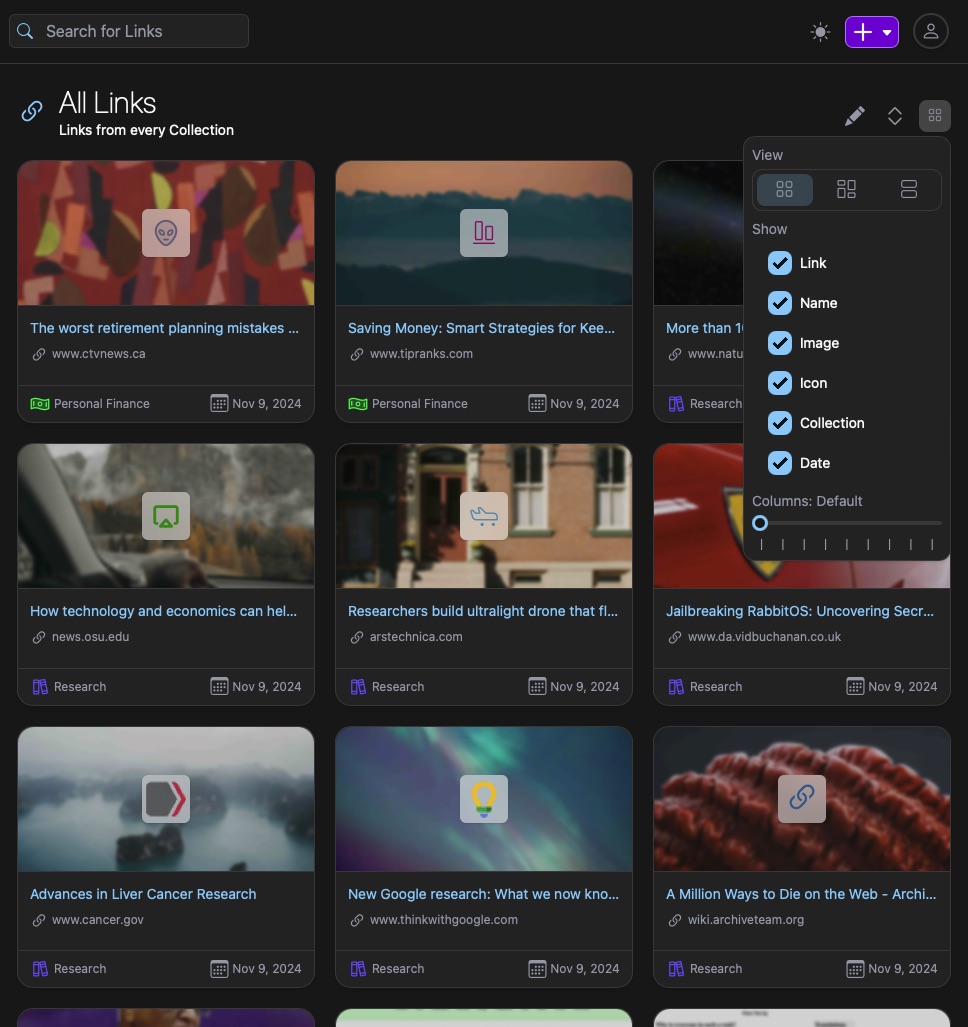 Search for Links
All Links
Links from every Collection
View
Show
Link
Name
Image
Icon
Collection
Date
Columns: Default
The worst retirement planning mistakes ...
www.ctvnews.ca
Personal Finance
Nov 9, 2024
Saving Money: Smart Strategies for Kee...
www.tipranks.com
Personal Finance
Nov 9, 2024
More than
www.natu
Research
How technology and economics can hel...
news.osu.edu
Research
Nov 9, 2024
Researchers build ultralight drone that fl...
arstechnica.com
Research
Nov 9, 2024
Jailbreaking RabbitOS: Uncovering Secr...
www.da.vidbuchanan.co.uk
Research
Nov 9, 2024
Advances in Liver Cancer Research
www.cancer.gov
Research
Nov 9, 2024
New Google research: What we now kno...
www.thinkwithgoogle.com
Research
Nov 9, 2024
A Million Ways to Die on the Web - Archi...
wiki.archiveteam.org
Research
Nov 9, 2024